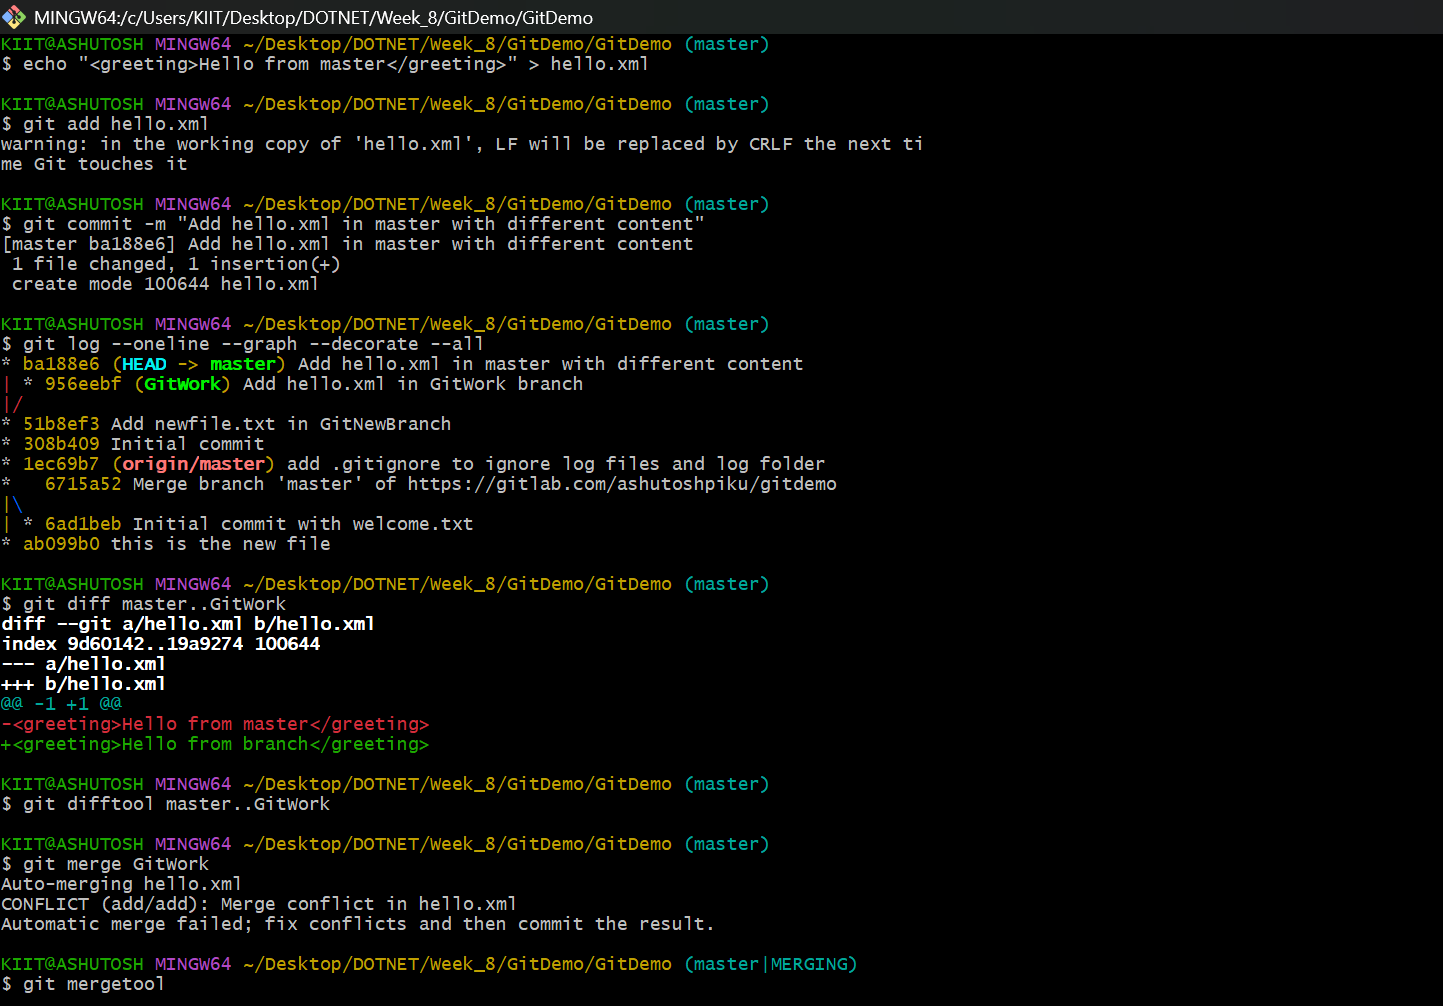 MINGW64:/c/Users/KIIT/Desktop/DOTNET/Week_8/GitDemo/GitDemo
KIIT@ASHUTOSH MINGW64 ~/Desktop/DOTNET/Week_8/GitDemo/GitDemo (master)
$ echo "<greeting>Hello from master</greeting>" > hello.xml

KIIT@ASHUTOSH MINGW64 ~/Desktop/DOTNET/Week_8/GitDemo/GitDemo (master)
$ git add hello.xml
warning: in the working copy of 'hello.xml', LF will be replaced by CRLF the next ti
me Git touches it

KIIT@ASHUTOSH MINGW64 ~/Desktop/DOTNET/Week_8/GitDemo/GitDemo (master)
$ git commit -m "Add hello.xml in master with different content"
[master ba188e6] Add hello.xml in master with different content
 1 file changed, 1 insertion(+)
 create mode 100644 hello.xml

KIIT@ASHUTOSH MINGW64 ~/Desktop/DOTNET/Week_8/GitDemo/GitDemo (master)
$ git log --oneline --graph --decorate --all
* ba188e6 (HEAD -> master) Add hello.xml in master with different content
| * 956eebf (GitWork) Add hello.xml in GitWork branch
|/
* 51b8ef3 Add newfile.txt in GitNewBranch
* 308b409 Initial commit
* 1ec69b7 (origin/master) add .gitignore to ignore log files and log folder
*   6715a52 Merge branch 'master' of https://gitlab.com/ashutoshpiku/gitdemo
|\
| * 6ad1beb Initial commit with welcome.txt
* ab099b0 this is the new file

KIIT@ASHUTOSH MINGW64 ~/Desktop/DOTNET/Week_8/GitDemo/GitDemo (master)
$ git diff master..GitWork
diff --git a/hello.xml b/hello.xml
index 9d60142..19a9274 100644
--- a/hello.xml
+++ b/hello.xml
@@ -1 +1 @@
-<greeting>Hello from master</greeting>
+<greeting>Hello from branch</greeting>

KIIT@ASHUTOSH MINGW64 ~/Desktop/DOTNET/Week_8/GitDemo/GitDemo (master)
$ git difftool master..GitWork

KIIT@ASHUTOSH MINGW64 ~/Desktop/DOTNET/Week_8/GitDemo/GitDemo (master)
$ git merge GitWork
Auto-merging hello.xml
CONFLICT (add/add): Merge conflict in hello.xml
Automatic merge failed; fix conflicts and then commit the result.

KIIT@ASHUTOSH MINGW64 ~/Desktop/DOTNET/Week_8/GitDemo/GitDemo (master|MERGING)
$ git mergetool